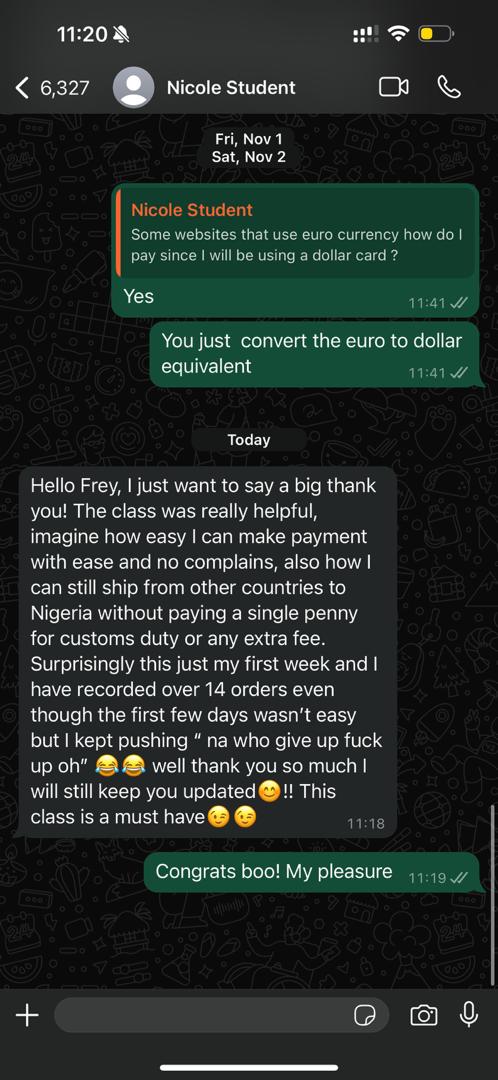 11:20
6,327
Nicole Student
Fri, Nov 1
Sat, Nov 2
Nicole Student
Some websites that use euro currency how do I
pay since I will be using a dollar card ?
Yes
11:41
You just  convert the euro to dollar
equivalent
11:41
Today
Hello Frey, I just want to say a big thank
you! The class was really helpful,
imagine how easy I can make payment
with ease and no complains, also how I
can still ship from other countries to
Nigeria without paying a single penny
for customs duty or any extra fee.
Surprisingly this just my first week and I
have recorded over 14 orders even
though the first few days wasn’t easy
but I kept pushing “ na who give up fuck
up oh” 😂😂 well thank you so much I
will still keep you updated😊!! This
class is a must have😉😉
11:18
Congrats boo! My pleasure
11:19